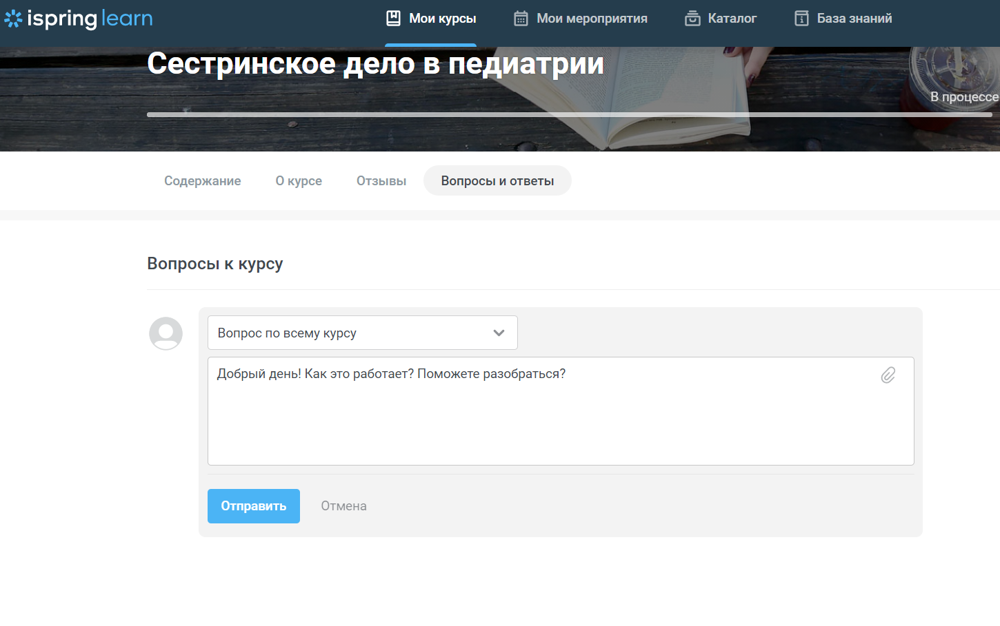 ispring learn
Мои курсы
Мои мероприятия
Каталог
База знаний
Сестринское дело в педиатрии
В процессе
Содержание
О курсе
Отзывы
Вопросы и ответы
Вопросы к курсу
Вопрос по всему курсу
Добрый день! Как это работает? Поможете разобраться?
Отправить
Отмена